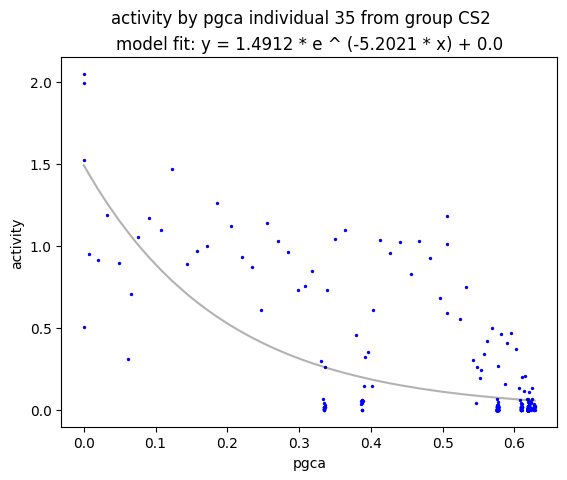 activity by pgca individual 35 from group CS2
model fit: y = 1.4912 * e ^ (-5.2021 * x) + 0.0
2.0
1.5
1.0
0.5
0.0
activity
0.0 0.1 0.2 0.3 0.4 0.5 0.6
pgca